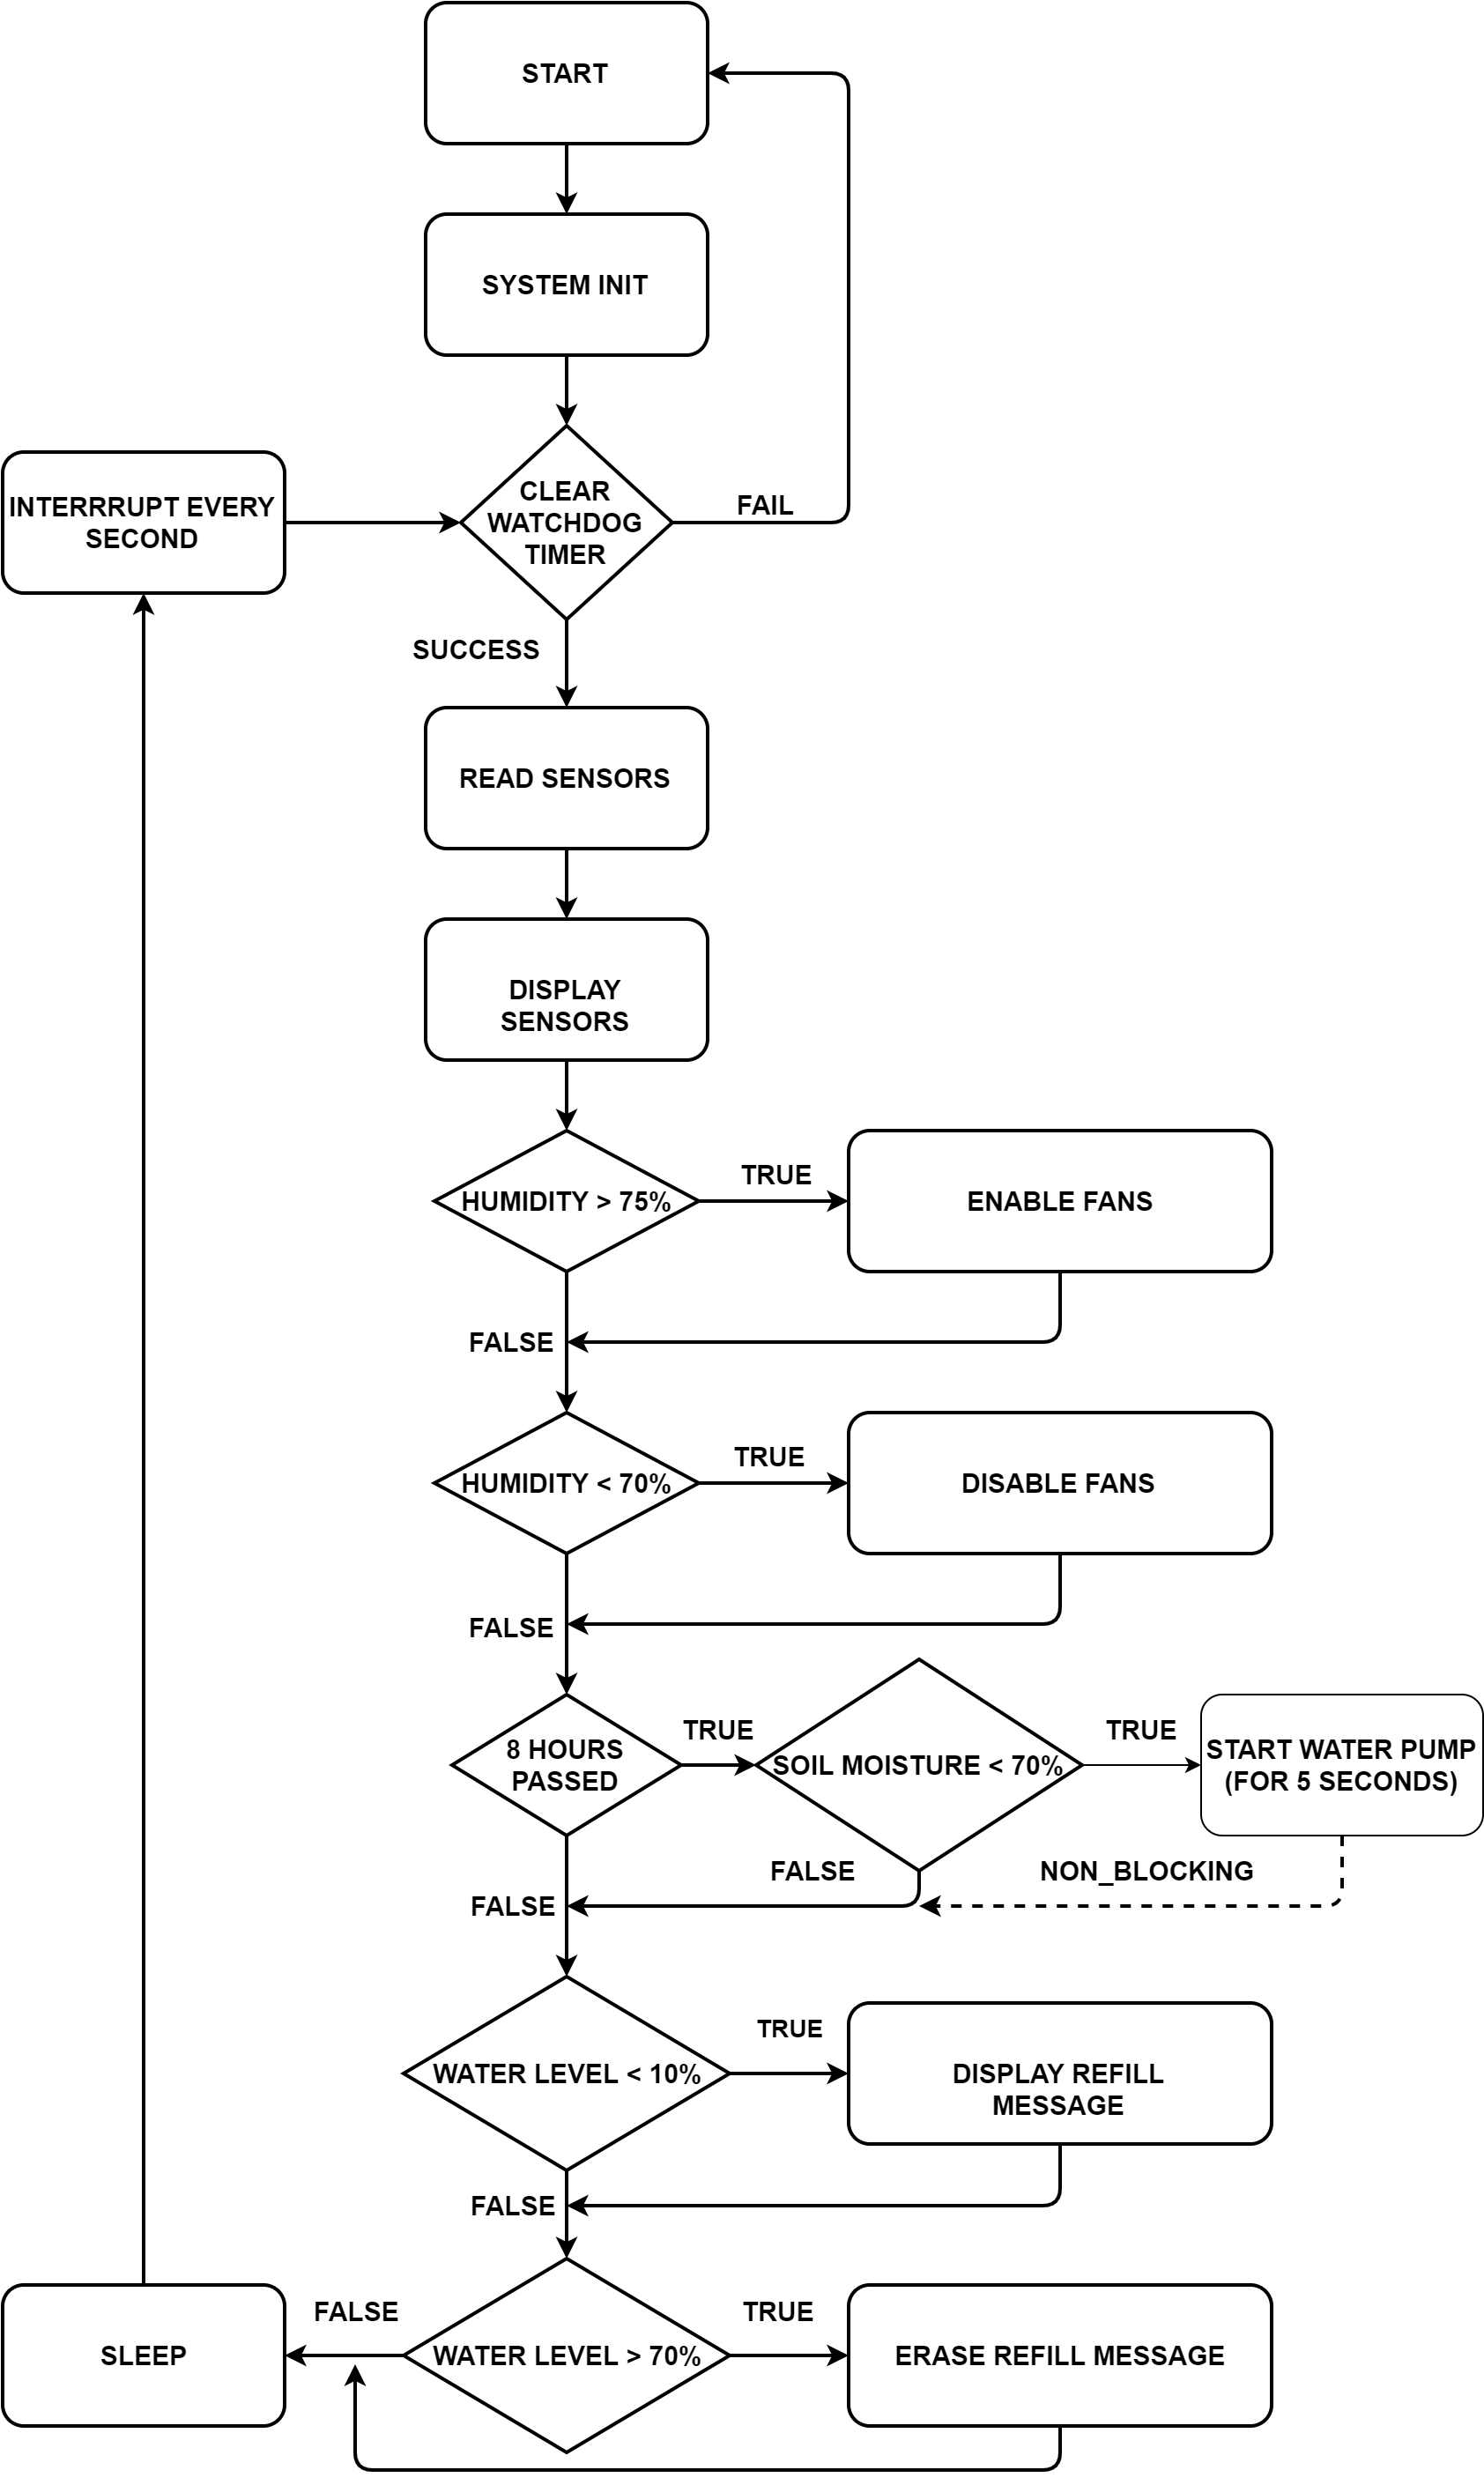 START
SYSTEM INIT
INTERRRUPT EVERY
SECOND
CLEAR
WATCHDOG
TIMER
FAIL
SUCCESS
READ SENSORS
DISPLAY
SENSORS
HUMIDITY > 75%
TRUE
ENABLE FANS
FALSE
HUMIDITY < 70%
TRUE
DISABLE FANS
FALSE
8 HOURS
PASSED
TRUE
SOIL MOISTURE < 70%
TRUE
START WATER PUMP
(FOR 5 SECONDS)
FALSE
NON_BLOCKING
FALSE
WATER LEVEL < 10%
TRUE
DISPLAY REFILL
MESSAGE
FALSE
WATER LEVEL > 70%
TRUE
ERASE REFILL MESSAGE
FALSE
SLEEP